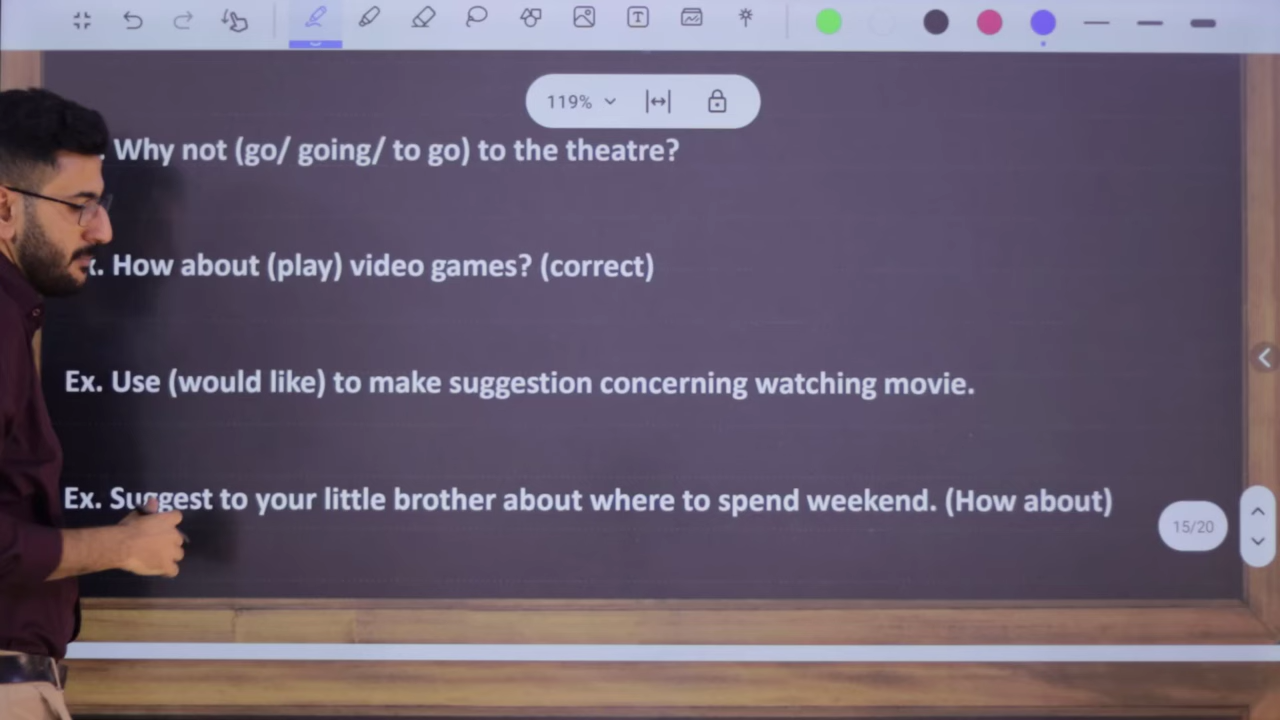 119%
. Why not (go/ going/ to go) to the theatre?
x. How about (play) video games? (correct)
Ex. Use (would like) to make suggestion concerning watching movie.
Ex. Suggest to your little brother about where to spend weekend. (How about)
15/20